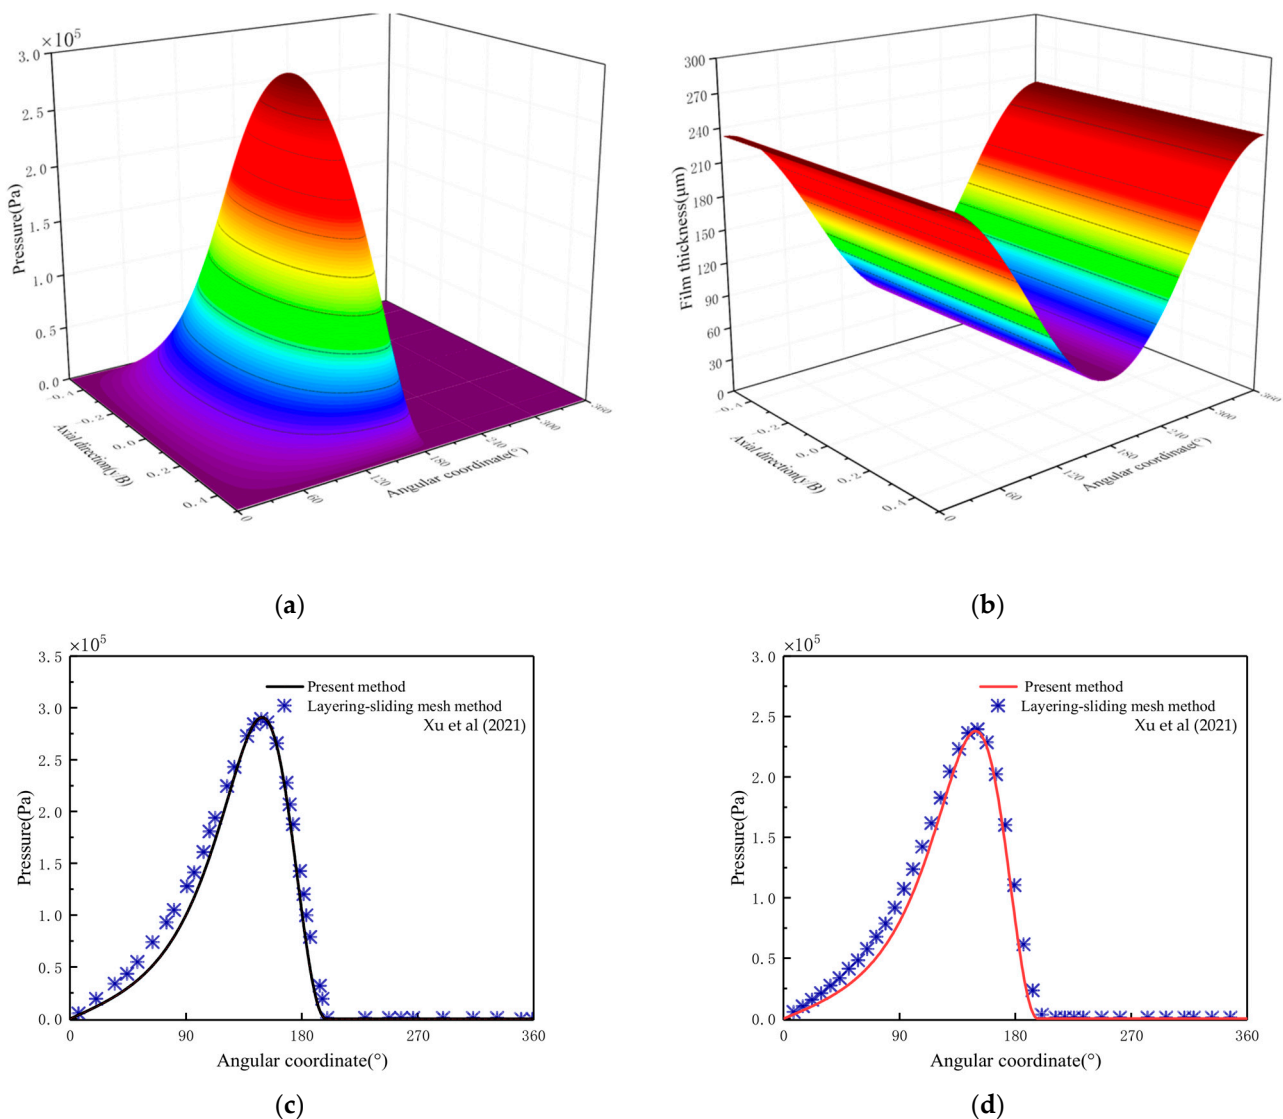 ×10⁵
3.0
2.5
2.0
1.5
1.0
0.5
0.0
Pressure(Pa)
−0.4
−0.2
0.0
0.2
0.4
Axial direction(y/B)
0
60
120
180
210
300
360
Angular coordinate(°)
(a)
300
270
240
210
180
150
120
90
60
30
0
Film thickness(μm)
−0.4
−0.2
0.0
0.2
0.4
Axial direction(y/B)
0
60
120
180
210
300
360
Angular coordinate(°)
(b)
×10⁵
3.5
3.0
2.5
2.0
1.5
1.0
0.5
0.0
Pressure(Pa)
Present method
Layering-sliding mesh method
Xu et al (2021)
0 90 180 270 360
Angular coordinate(°)
(c)
×10⁵
3.0
2.5
2.0
1.5
1.0
0.5
0.0
Pressure(Pa)
Present method
Layering-sliding mesh method
Xu et al (2021)
0 90 180 270 360
Angular coordinate(°)
(d)